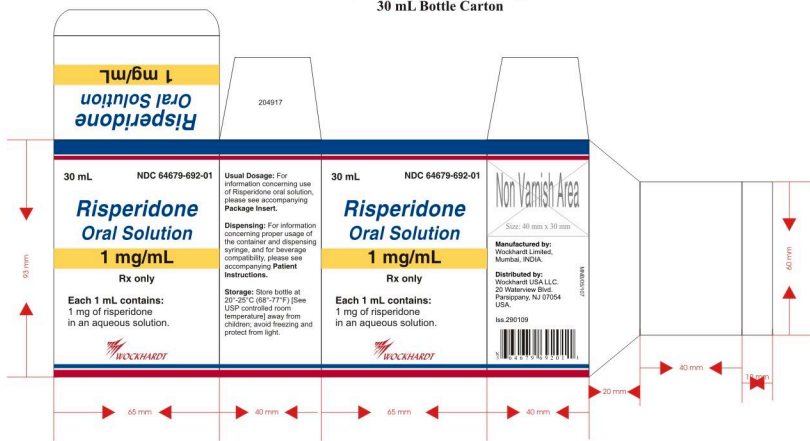 30 mL Bottle Carton
Risperidone
Oral Solution
1 mg/mL
204917
30 mL NDC 64679-692-01
Risperidone
Oral Solution
1 mg/mL
Rx only
Each 1 mL contains:
1 mg of risperidone
in an aqueous solution.
WOCKHARDT
Usual Dosage: For
information concerning use
of Risperidone oral solution,
please see accompanying
Package Insert.
Dispensing: For information
concerning proper usage of
the container and dispensing
syringe, and for beverage
compatibility, please see
accompanying Patient
Instructions.
Storage: Store bottle at
20°-25°C (68°-77°F) [See
USP controlled room
temperature] away from
children; avoid freezing and
protect from light.
30 mL NDC 64679-692-01
Risperidone
Oral Solution
1 mg/mL
Rx only
Each 1 mL contains:
1 mg of risperidone
in an aqueous solution.
WOCKHARDT
Non Varnish Area
Size: 40 mm x 30 mm
Manufactured by:
Wockhardt Limited,
Mumbai, INDIA.
Distributed by:
Wockhardt USA LLC.
20 Waterview Blvd.
Parsippany, NJ 07054
USA.
Iss.290109
93 mm
60 mm
40 mm
20 mm
65 mm
40 mm
65 mm
40 mm